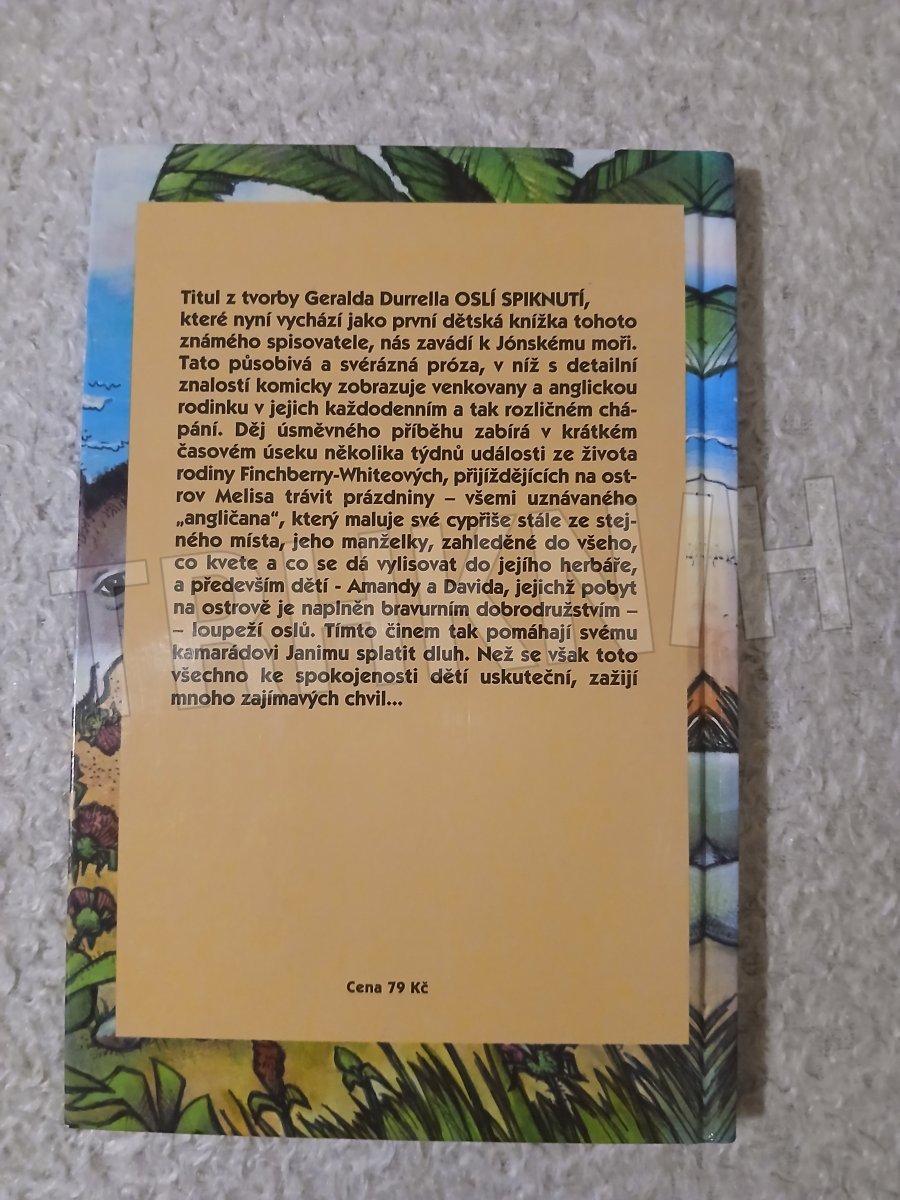 Titul z tvorby Geralda Durrella OSLÍ SPIKNUTÍ,
které nyní vychází jako první dětská knížka tohoto
známého spisovatele, nás zavádí k Jónskému moři.
Tato působivá a svérázná próza, v níž s detailní
znalostí komicky zobrazuje venkovany a anglickou
rodinku v jejich každodenním a tak rozličném chá-
pání. Děj úsměvného příběhu zabírá v krátkém
časovém úseku několika týdnů události ze života
rodiny Finchberry-Whiteových, přijíždějících na ost-
rov Melisa trávit prázdniny – všemi uznávaného
„angličana“, který maluje své cypřiše stále ze stej-
ného místa, jeho manželky, zahleděné do všeho,
co kvete a co se dá vylisovat do jejího herbáře,
a především dětí - Amandy a Davida, jejichž pobyt
na ostrově je naplněn bravurním dobrodružstvím –
– loupeží oslů. Tímto činem tak pomáhají svému
kamarádovi Janimu splatit dluh. Než se však toto
všechno ke spokojenosti dětí uskuteční, zažijí
mnoho zajímavých chvil...
Cena 79 Kč
TRHKNIH